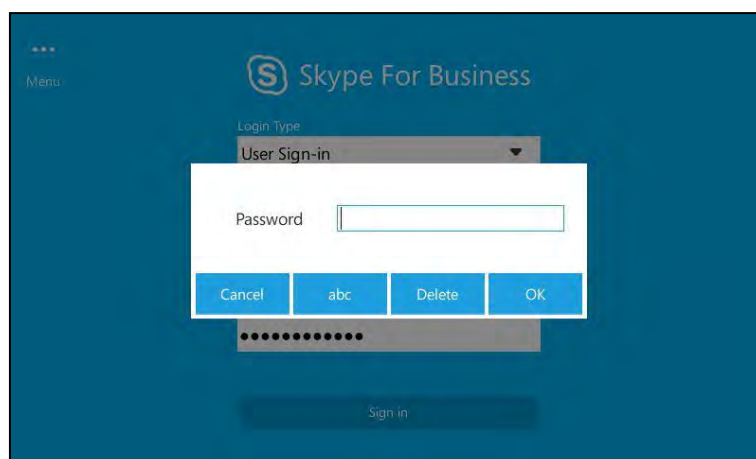 Menu
Skype For Business
Login Type
User Sign-in
Password
Cancel abc Delete OK
Sign in